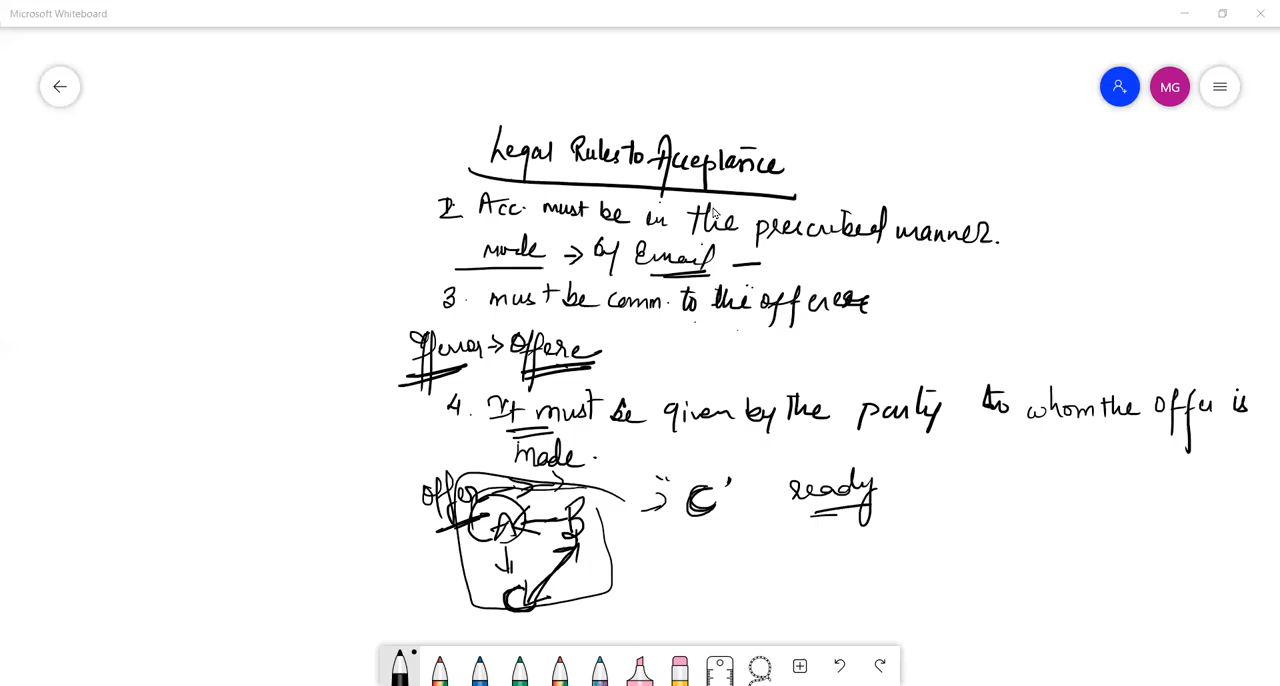 Microsoft Whiteboard
MG
Legal Rules to Acceptance
2. Acc. must be in the prescribed manner.
mode → by Email —
3. must be comm. to the offeror
Offeror → Offeree
4. It must be given by the party to whom the offer is
made.
offer → "C' ready
A B
C